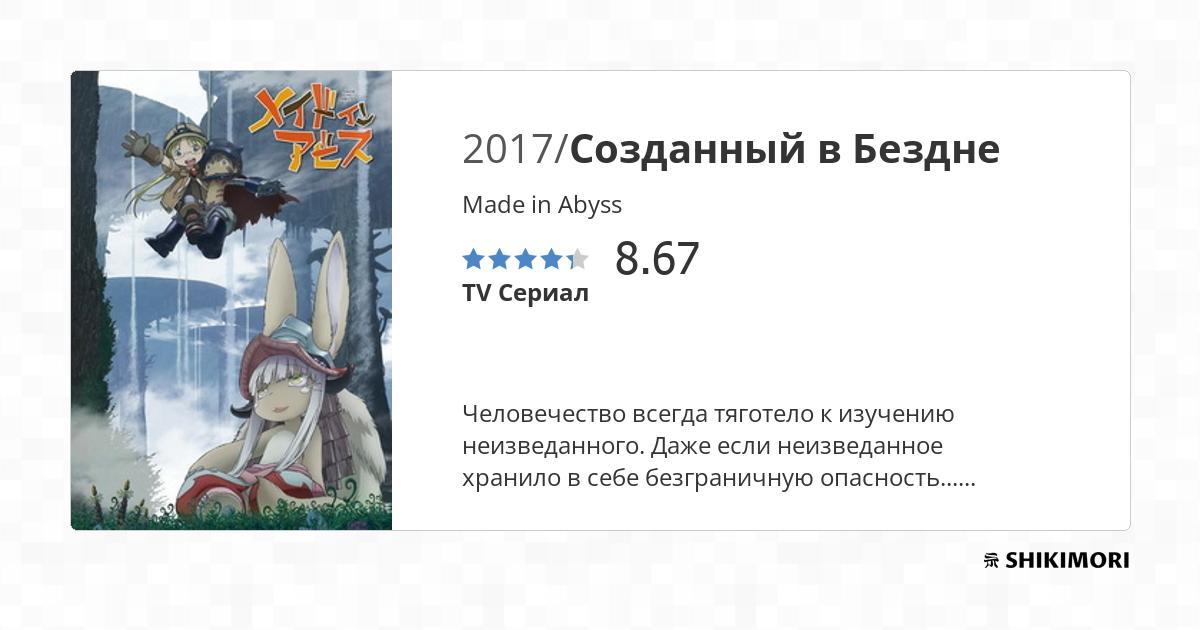 メイドイン
アビス
2017/Созданный в Бездне
Made in Abyss
8.67
TV Сериал
Человечество всегда тяготело к изучению
неизведанного. Даже если неизведанное
хранило в себе безграничную опасность......
SHIKIMORI